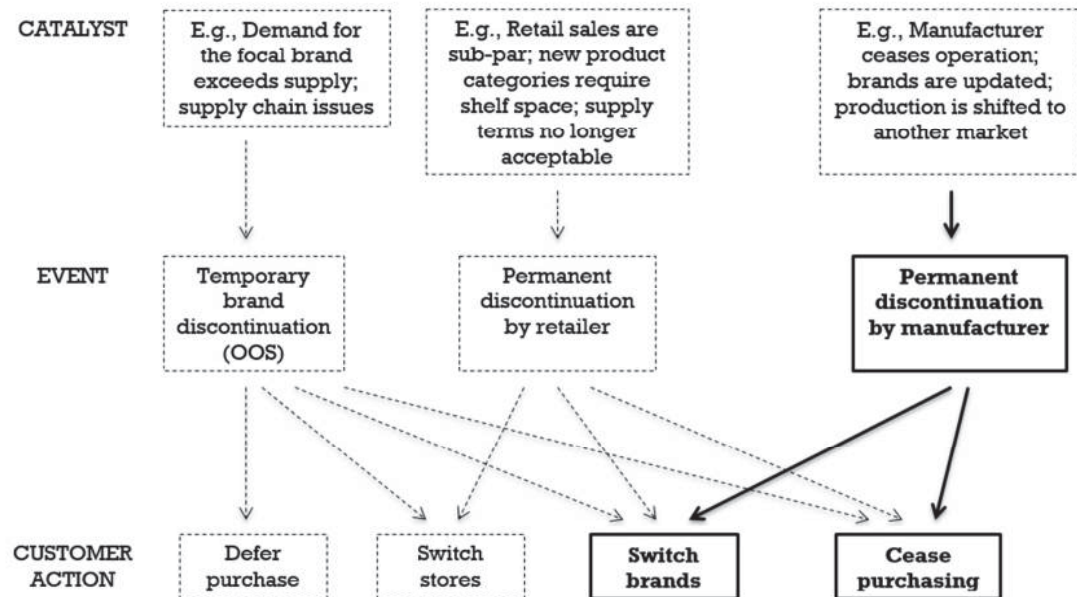 CATALYST
E.g., Demand for
the focal brand
exceeds supply;
supply chain issues
E.g., Retail sales are
sub-par; new product
categories require
shelf space; supply
terms no longer
acceptable
E.g., Manufacturer
ceases operation;
brands are updated;
production is shifted to
another market
EVENT
Temporary
brand
discontinuation
(OOS)
Permanent
discontinuation
by retailer
Permanent
discontinuation
by manufacturer
CUSTOMER
ACTION
Defer
purchase
Switch
stores
Switch
brands
Cease
purchasing